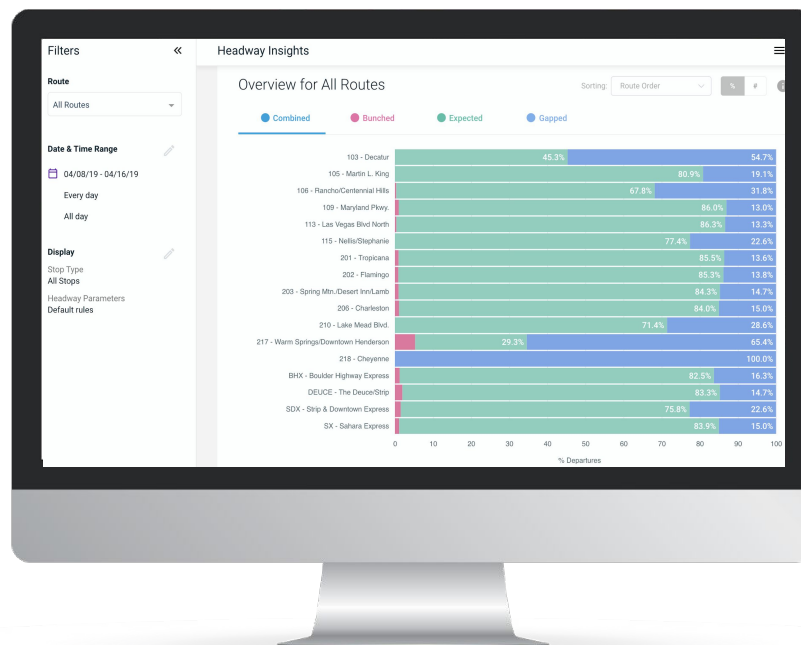 Filters
«
Headway Insights
Route
All Routes
Date & Time Range
04/08/19 - 04/16/19
Every day
All day
Display
Stop Type
All Stops
Headway Parameters
Default rules
Overview for All Routes
Sorting: Route Order
% #
Combined Bunched Expected Gapped
103 - Decatur 45.3% 54.7%
105 - Martin L. King 80.9% 19.1%
106 - Rancho/Centennial Hills 67.8% 31.8%
109 - Maryland Pkwy. 86.0% 13.0%
113 - Las Vegas Blvd North 86.3% 13.3%
115 - Nellis/Stephanie 77.4% 22.6%
201 - Tropicana 85.5% 13.6%
202 - Flamingo 85.3% 13.8%
203 - Spring Mtn./Desert Inn/Lamb 84.3% 14.7%
206 - Charleston 84.0% 15.0%
210 - Lake Mead Blvd. 71.4% 28.6%
217 - Warm Springs/Downtown Henderson 29.3% 65.4%
218 - Cheyenne 100.0%
BHX - Boulder Highway Express 82.5% 16.3%
DEUCE - The Deuce/Strip 83.3% 14.7%
SDX - Strip & Downtown Express 75.8% 22.6%
SX - Sahara Express 83.9% 15.0%
0 10 20 30 40 50 60 70 80 90 100
% Departures